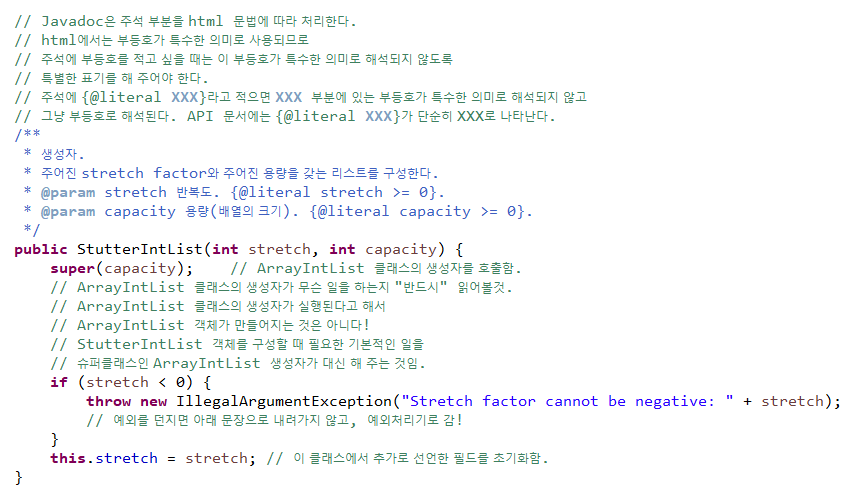 // Javadoc은 주석 부분을 html 문법에 따라 처리한다.
// html에서는 부등호가 특수한 의미로 사용되므로
// 주석에 부등호를 적고 싶을 때는 이 부등호가 특수한 의미로 해석되지 않도록
// 특별한 표기를 해 주어야 한다.
// 주석에 {@literal XXX}라고 적으면 XXX 부분에 있는 부등호가 특수한 의미로 해석되지 않고
// 그냥 부등호로 해석된다. API 문서에는 {@literal XXX}가 단순히 XXX로 나타난다.
/**
 * 생성자.
 * 주어진 stretch factor와 주어진 용량을 갖는 리스트를 구성한다.
 * @param stretch 반복도. {@literal stretch >= 0}.
 * @param capacity 용량(배열의 크기). {@literal capacity >= 0}.
 */
public StutterIntList(int stretch, int capacity) {
    super(capacity);    // ArrayIntList 클래스의 생성자를 호출함.
    // ArrayIntList 클래스의 생성자가 무슨 일을 하는지 "반드시" 읽어볼것.
    // ArrayIntList 클래스의 생성자가 실행된다고 해서
    // ArrayIntList 객체가 만들어지는 것은 아니다!
    // StutterIntList 객체를 구성할 때 필요한 기본적인 일을
    // 슈퍼클래스인 ArrayIntList 생성자가 대신 해 주는 것임.
    if (stretch < 0) {
        throw new IllegalArgumentException("Stretch factor cannot be negative: " + stretch);
        // 예외를 던지면 아래 문장으로 내려가지 않고, 예외처리기로 감!
    }
    this.stretch = stretch; // 이 클래스에서 추가로 선언한 필드를 초기화함.
}